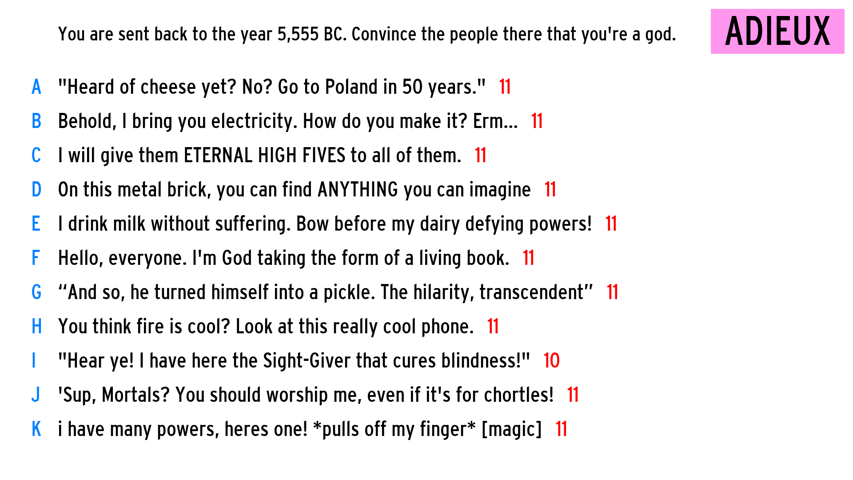 You are sent back to the year 5,555 BC. Convince the people there that you're a god.
ADIEUX
A "Heard of cheese yet? No? Go to Poland in 50 years." 11
B Behold, I bring you electricity. How do you make it? Erm... 11
C I will give them ETERNAL HIGH FIVES to all of them. 11
D On this metal brick, you can find ANYTHING you can imagine 11
E I drink milk without suffering. Bow before my dairy defying powers! 11
F Hello, everyone. I'm God taking the form of a living book. 11
G “And so, he turned himself into a pickle. The hilarity, transcendent” 11
H You think fire is cool? Look at this really cool phone. 11
I "Hear ye! I have here the Sight-Giver that cures blindness!" 10
J 'Sup, Mortals? You should worship me, even if it's for chortles! 11
K i have many powers, heres one! *pulls off my finger* [magic] 11